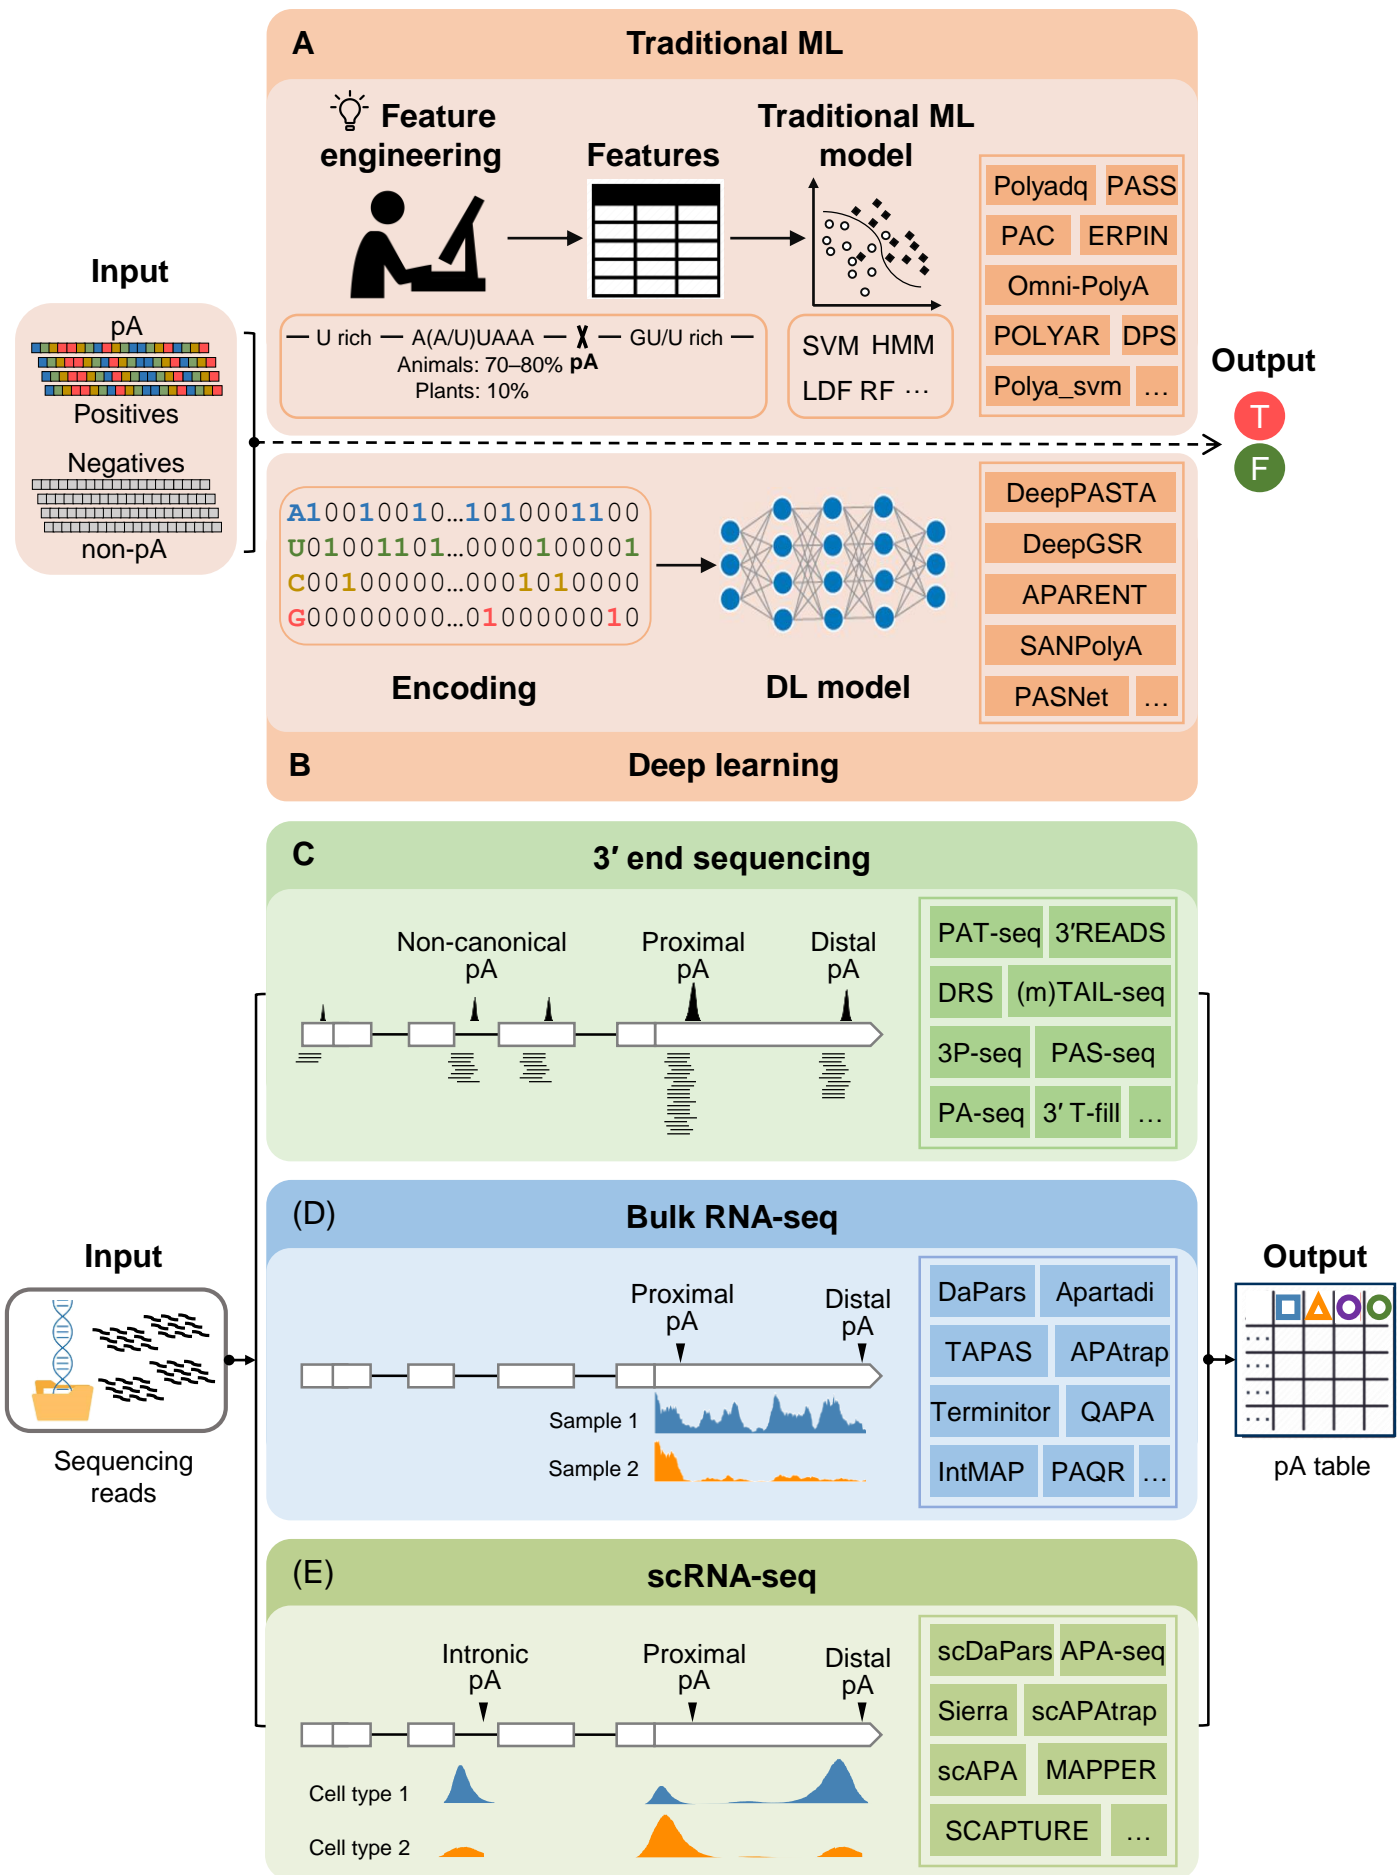 A
Traditional ML
Feature
engineering
Features
Traditional ML
model
Polyadq
PASS
PAC
ERPIN
Omni-PolyA
POLYAR
DPS
Polya_svm
…
U rich
A(A/U)UAAA
GU/U rich
Animals: 70–80%
pA
Plants: 10%
SVM HMM
LDF RF …
Input
pA
Positives
Negatives
non-pA
Output
T
F
A10010010...1010001100
U01001101...0000100001
C00100000...0001010000
G00000000...0100000010
Encoding
DL model
DeepPASTA
DeepGSR
APARENT
SANPolyA
PASNet
…
B
Deep learning
C
3′ end sequencing
Non-canonical
pA
Proximal
pA
Distal
pA
PAT-seq
3′READS
DRS
(m)TAIL-seq
3P-seq
PAS-seq
PA-seq
3′ T-fill
…
(D)
Bulk RNA-seq
Proximal
pA
Distal
pA
Sample 1
Sample 2
DaPars
Apartadi
TAPAS
APAtrap
Terminitor
QAPA
IntMAP
PAQR
…
Input
Sequencing
reads
Output
...
...
...
...
pA table
(E)
scRNA-seq
Intronic
pA
Proximal
pA
Distal
pA
Cell type 1
Cell type 2
scDaPars
APA-seq
Sierra
scAPAtrap
scAPA
MAPPER
SCAPTURE
…